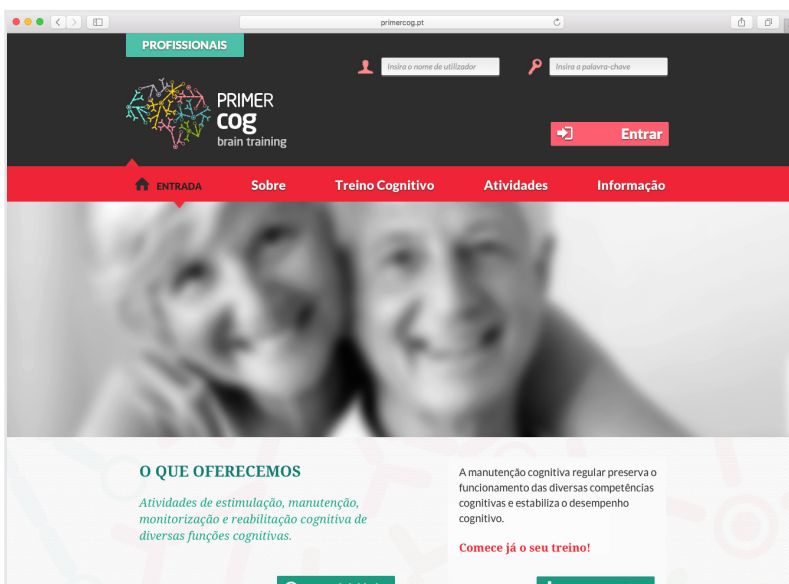 primercog.pt
PROFISSIONAIS
Insira o nome de utilizador
Insira a palavra-chave
PRIMER
cog
brain training
Entrar
ENTRADA
Sobre
Treino Cognitivo
Atividades
Informação
O QUE OFERECEMOS
Atividades de estimulação, manutenção,
monitorização e reabilitação cognitiva de
diversas funções cognitivas.
A manutenção cognitiva regular preserva o
funcionamento das diversas competências
cognitivas e estabiliza o desempenho
cognitivo.
Comece já o seu treino!